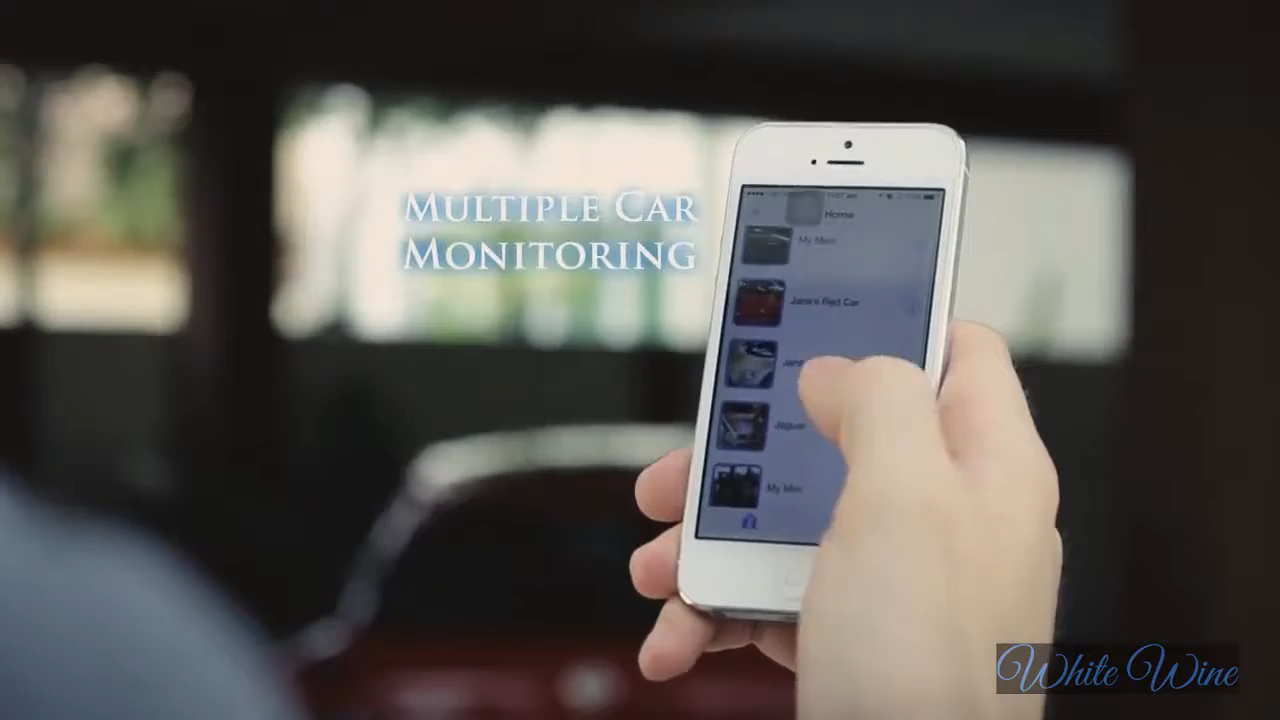 MULTIPLE CAR
MONITORING
Home
My Mini
Jane's Red Car
Jaguar
My Mini
White Wine